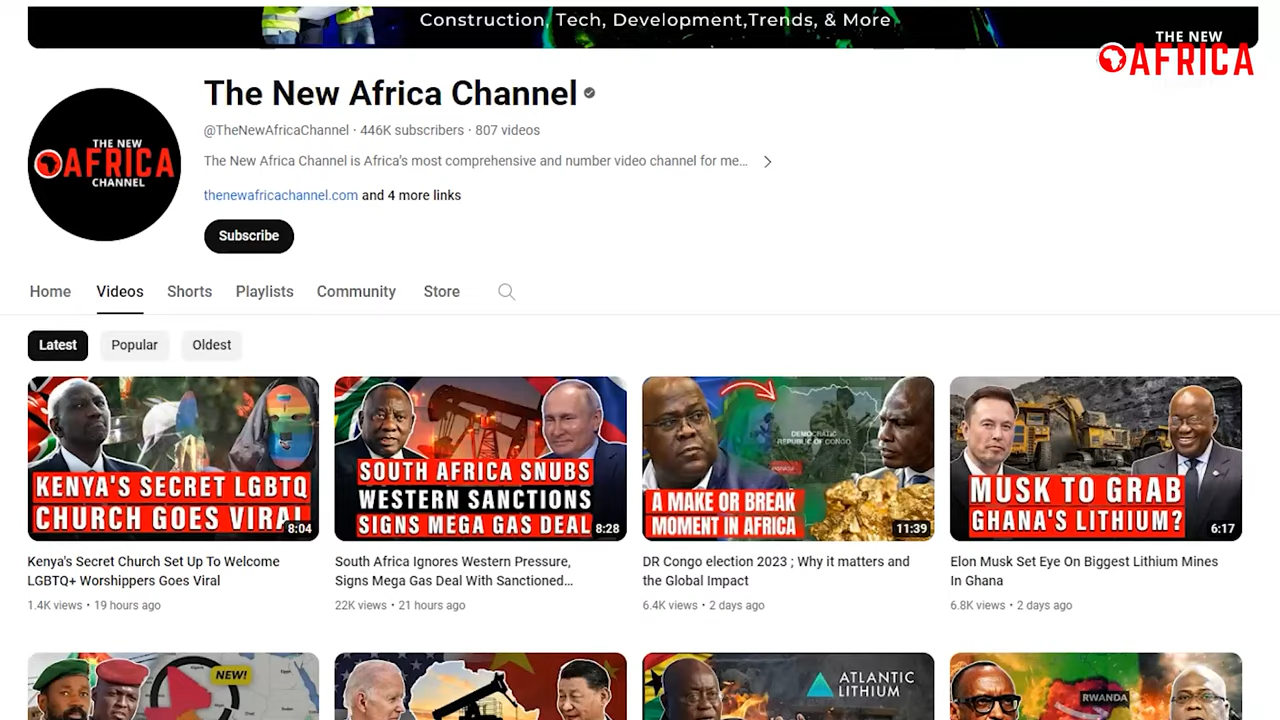 Construction, Tech, Development,Trends, & More
THE NEW
AFRICA
The New Africa Channel
@TheNewAfricaChannel · 446K subscribers · 807 videos
The New Africa Channel is Africa's most comprehensive and number video channel for me...
thenewafricachannel.com and 4 more links
THE NEW
AFRICA
CHANNEL
Subscribe
Home Videos Shorts Playlists Community Store
Latest Popular Oldest
KENYA'S SECRET LGBTQ
CHURCH GOES VIRAL
8:04
SOUTH AFRICA SNUBS
WESTERN SANCTIONS
SIGNS MEGA GAS DEAL
8:28
DEMOCRATIC
REPUBLIC OF CONGO
A MAKE OR BREAK
MOMENT IN AFRICA
11:39
MUSK TO GRAB
GHANA'S LITHIUM?
6:17
Kenya's Secret Church Set Up To Welcome
LGBTQ+ Worshippers Goes Viral
1.4K views • 19 hours ago
South Africa Ignores Western Pressure,
Signs Mega Gas Deal With Sanctioned...
22K views • 21 hours ago
DR Congo election 2023 ; Why it matters and
the Global Impact
6.4K views • 2 days ago
Elon Musk Set Eye On Biggest Lithium Mines
In Ghana
6.8K views • 2 days ago
NEW!
ATLANTIC
LITHIUM
RWANDA